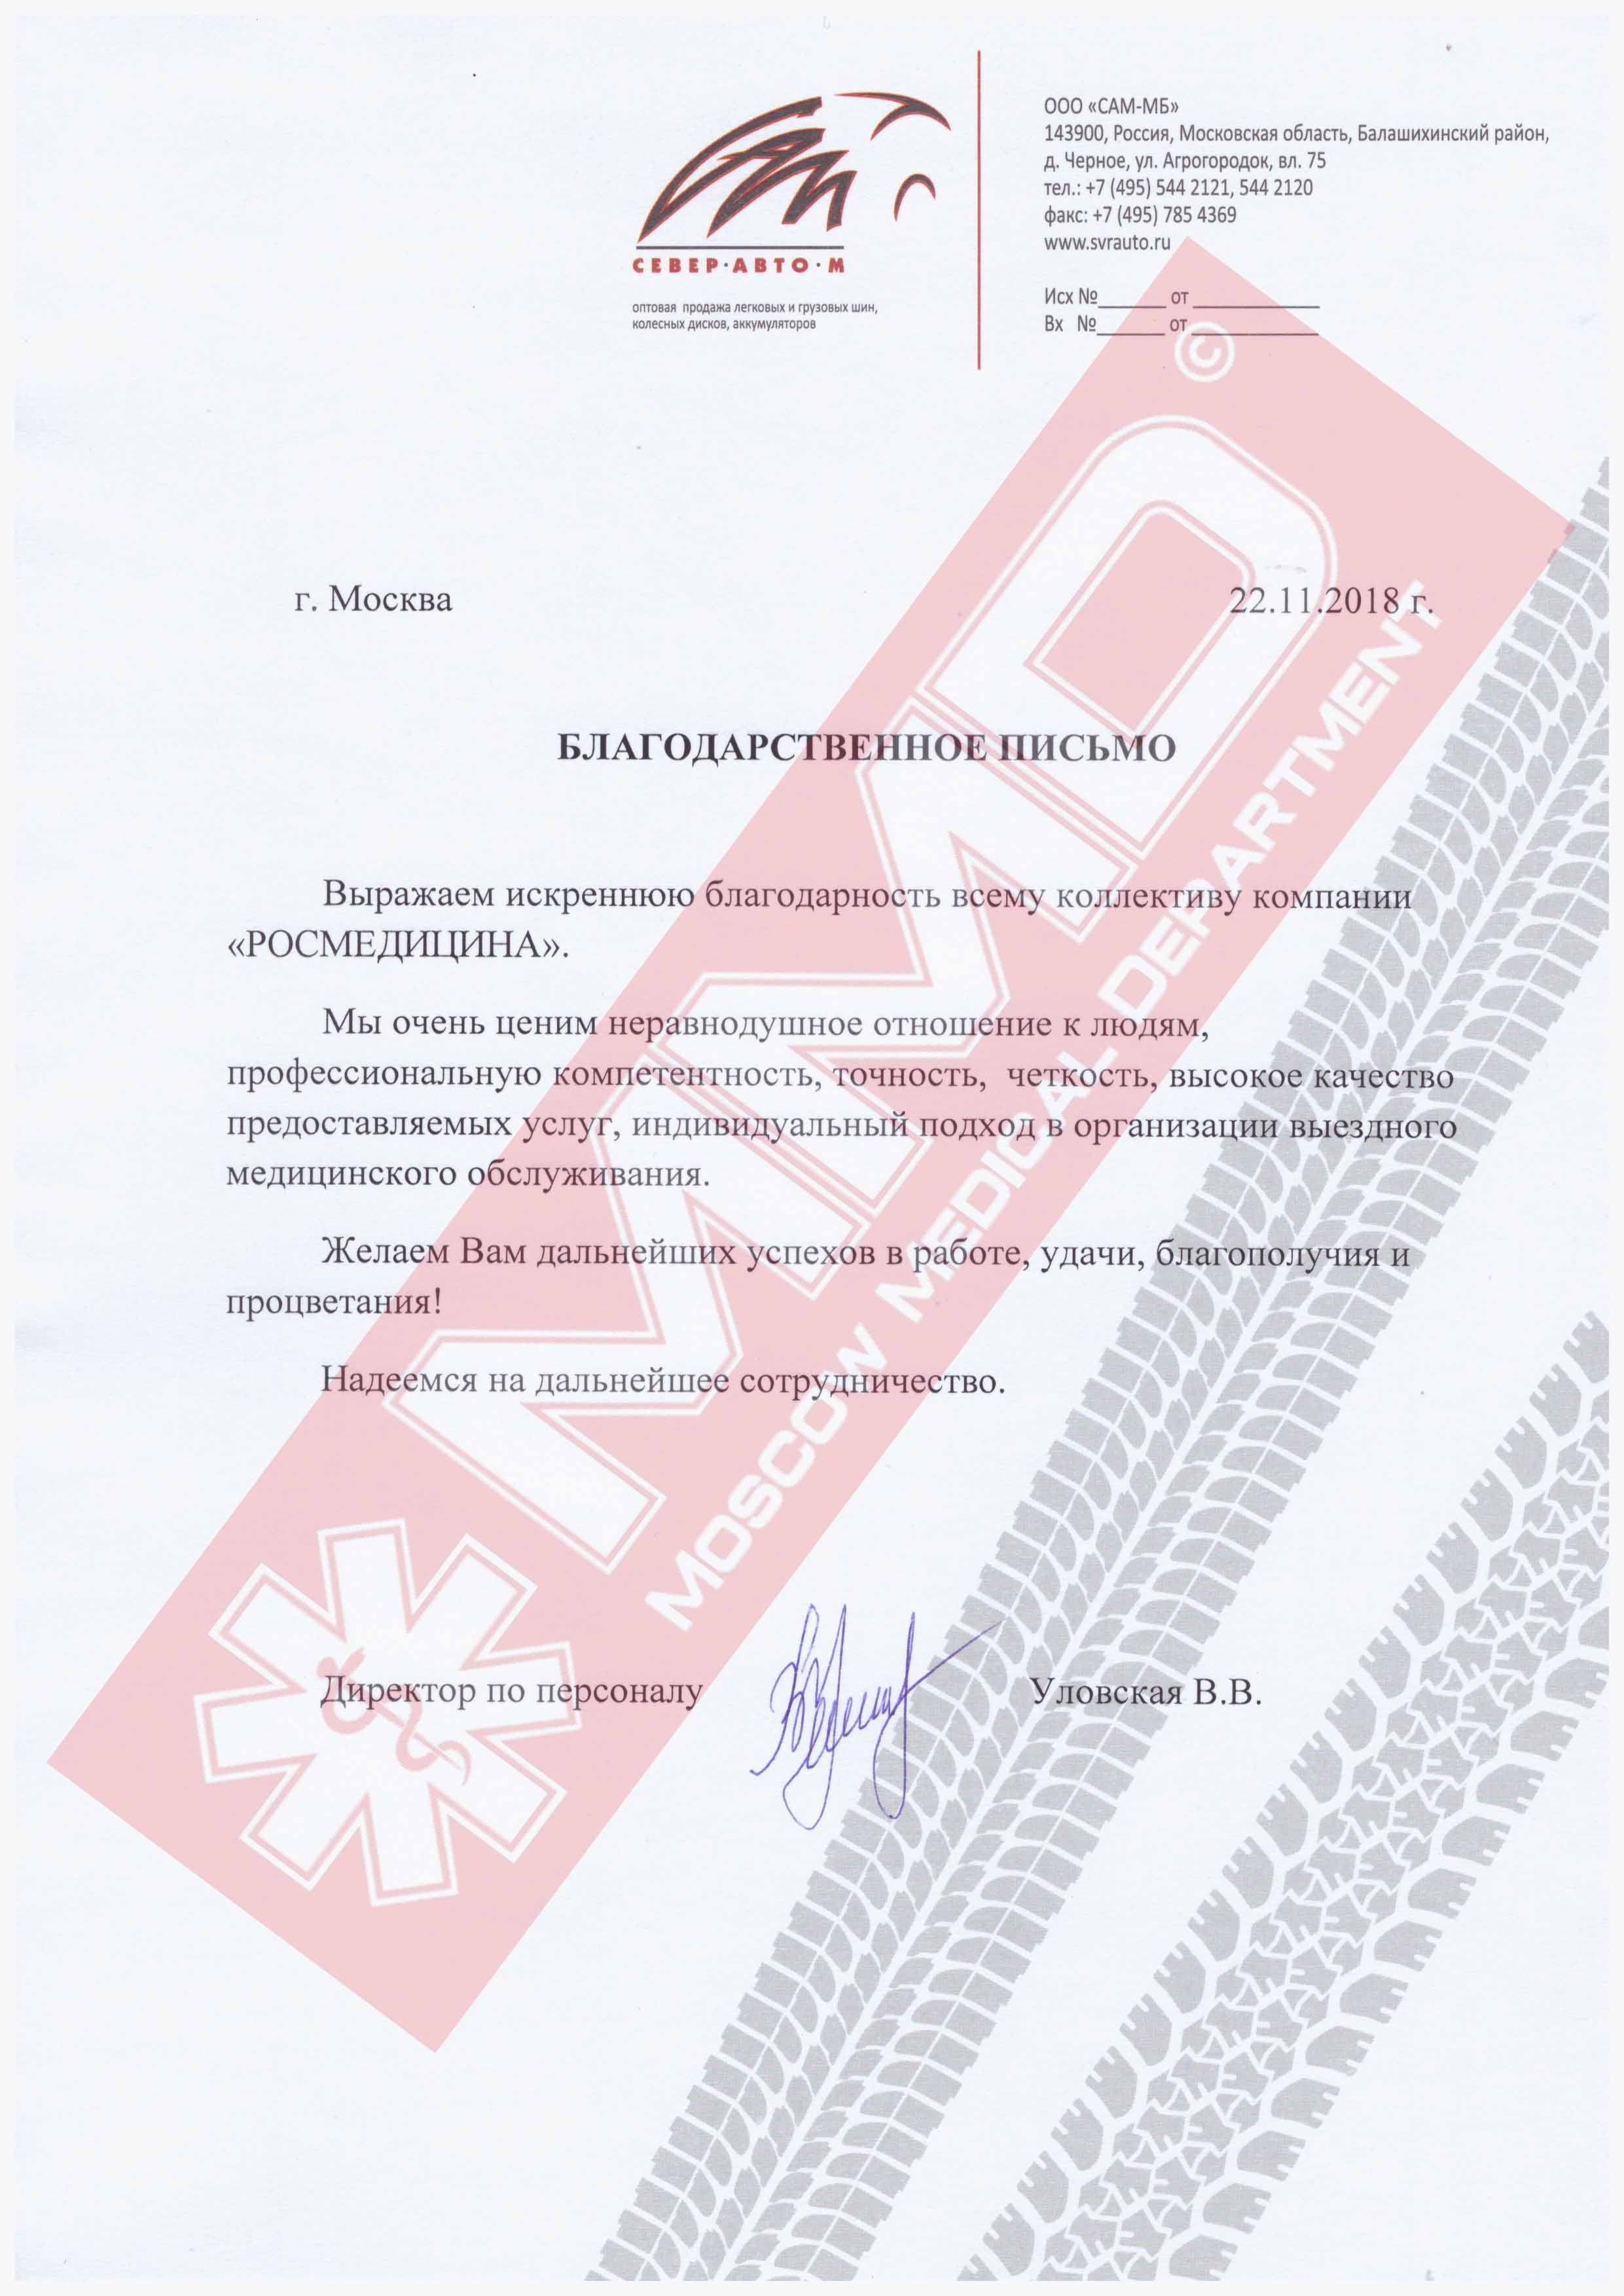 САМ
СЕВЕР·АВТО·М
оптовая продажа легковых и грузовых шин,
колесных дисков, аккумуляторов
ООО «САМ-МБ»
143900, Россия, Московская область, Балашихинский район,
д. Черное, ул. Агрогородок, вл. 75
тел.: +7 (495) 544 2121, 544 2120
факс: +7 (495) 785 4369
www.svrauto.ru
Исх №_______ от _____________
Вх №_______ от _____________
©
г. Москва 22.11.2018 г.
БЛАГОДАРСТВЕННОЕ ПИСЬМО
Выражаем искреннюю благодарность всему коллективу компании
«РОСМЕДИЦИНА».
Мы очень ценим неравнодушное отношение к людям,
профессиональную компетентность, точность, четкость, высокое качество
предоставляемых услуг, индивидуальный подход в организации выездного
медицинского обслуживания.
Желаем Вам дальнейших успехов в работе, удачи, благополучия и
процветания!
Надеемся на дальнейшее сотрудничество.
Директор по персоналу Уловская В.В.
MMD
MOSCOW MEDICAL DEPARTMENT